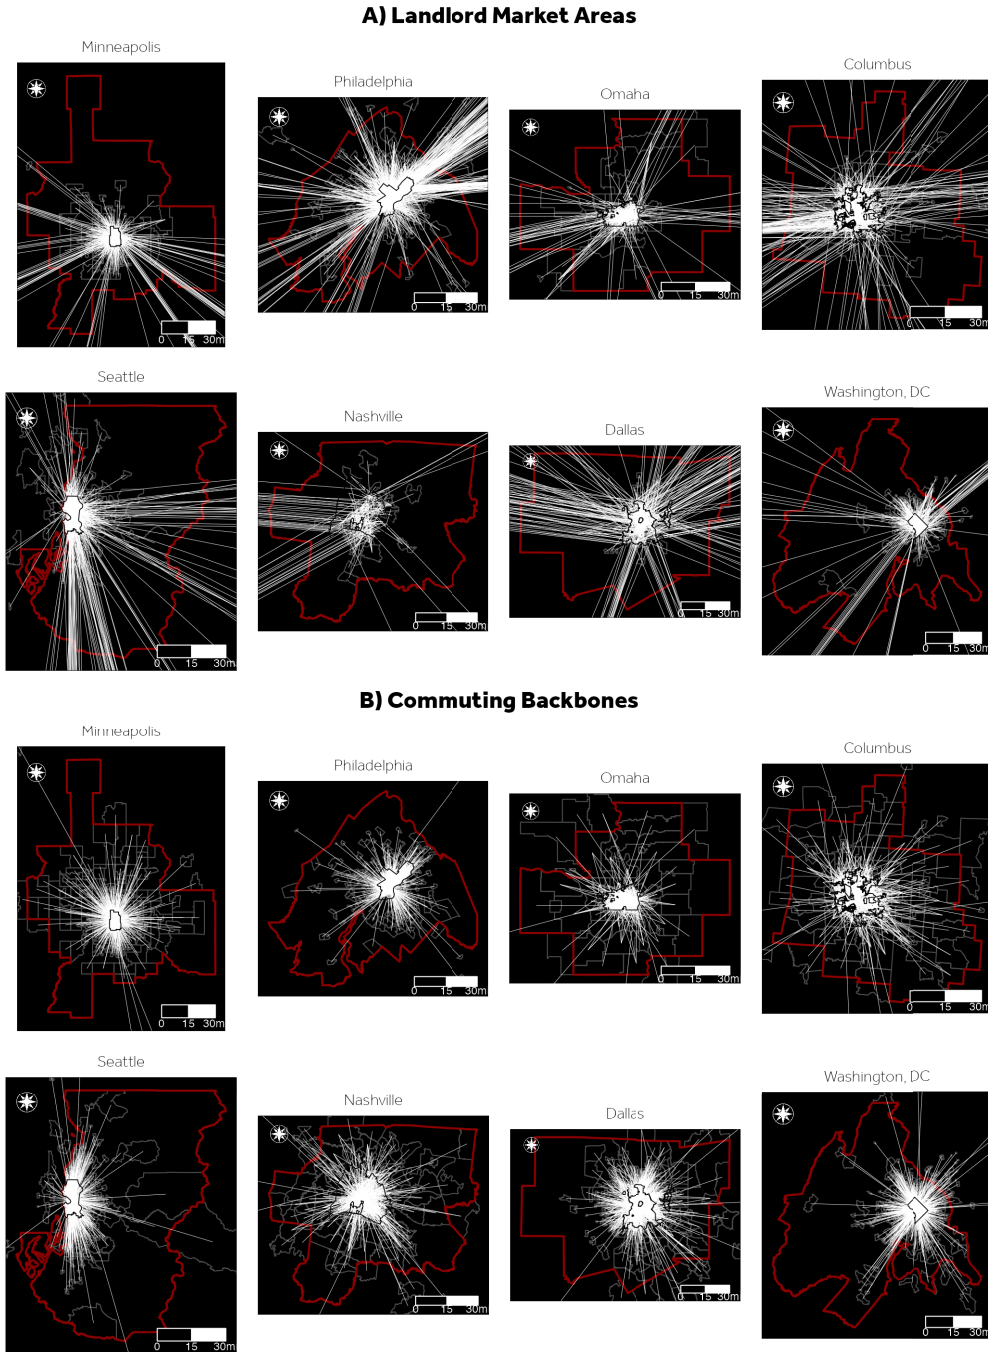 A) Landlord Market Areas
Minneapolis
Philadelphia
Omaha
Columbus
0 15 30m
0 15 30m
0 15 30m
0 15 30m
Seattle
Nashville
Dallas
Washington, DC
0 15 30m
0 15 30m
0 15 30m
0 15 30m
B) Commuting Backbones
Minneapolis
Philadelphia
Omaha
Columbus
0 15 30m
0 15 30m
0 15 30m
0 15 30m
Seattle
Nashville
Dallas
Washington, DC
0 15 30m
0 15 30m
0 15 30m
0 15 30m